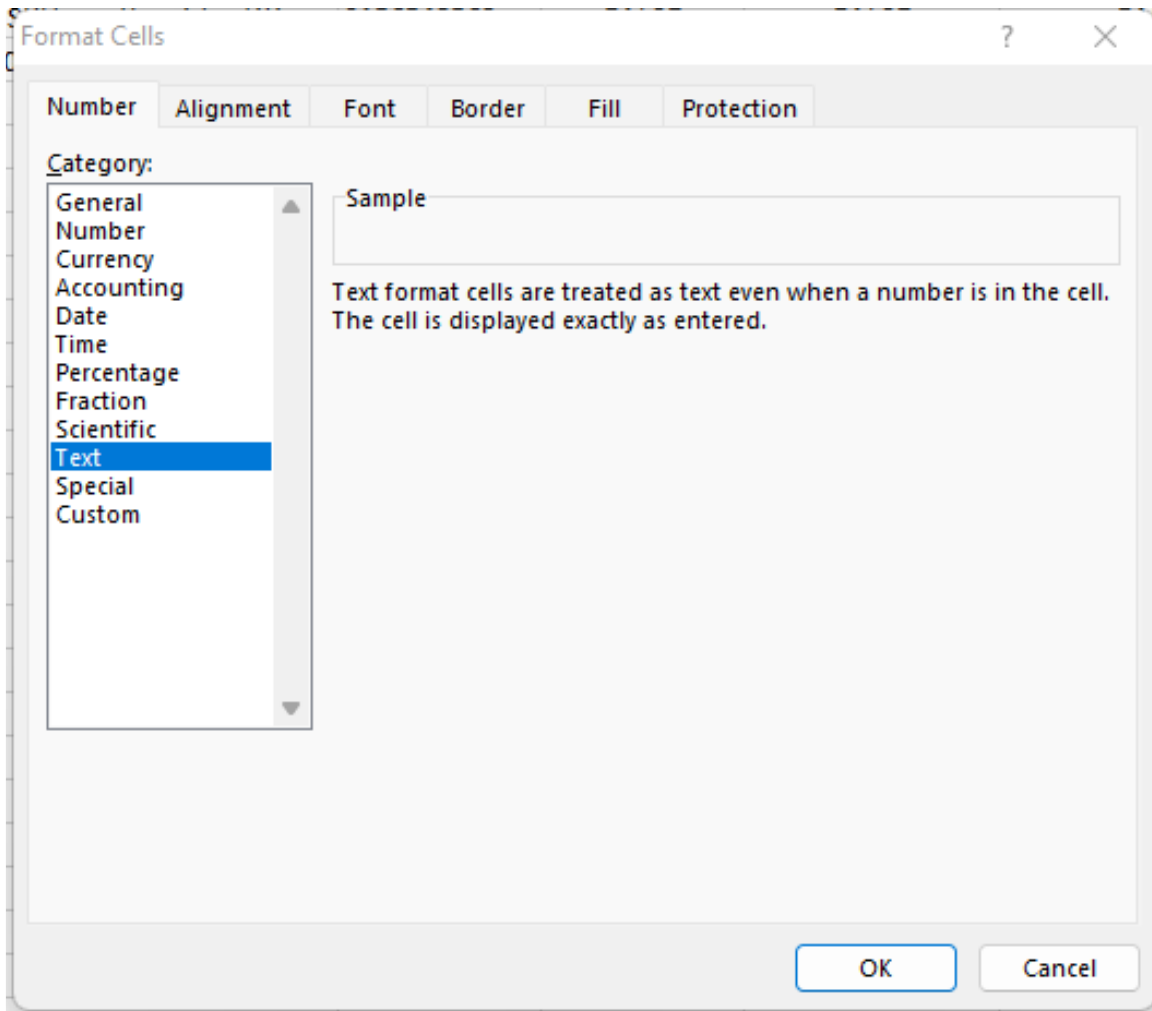 Format Cells ?
Number Alignment Font Border Fill Protection
Category:
General
Number
Currency
Accounting
Date
Time
Percentage
Fraction
Scientific
Text
Special
Custom
Sample
Text format cells are treated as text even when a number is in the cell.
The cell is displayed exactly as entered.
OK Cancel